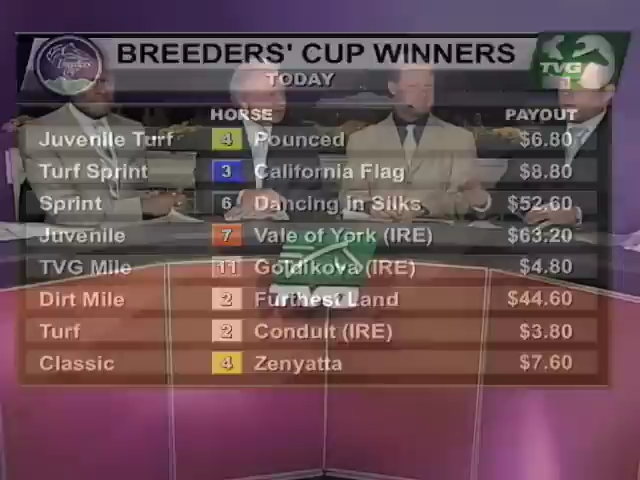 BREEDERS' CUP WINNERS
TODAY
TVG
HORSE PAYOUT
Juvenile Turf 4 Pounced $6.80
Turf Sprint 3 California Flag $8.80
Sprint 6 Dancing in Silks $52.60
Juvenile 7 Vale of York (IRE) $63.20
TVG Mile 11 Goldikova (IRE) $4.80
Dirt Mile 2 Furthest Land $44.60
Turf 2 Conduit (IRE) $3.80
Classic 4 Zenyatta $7.60